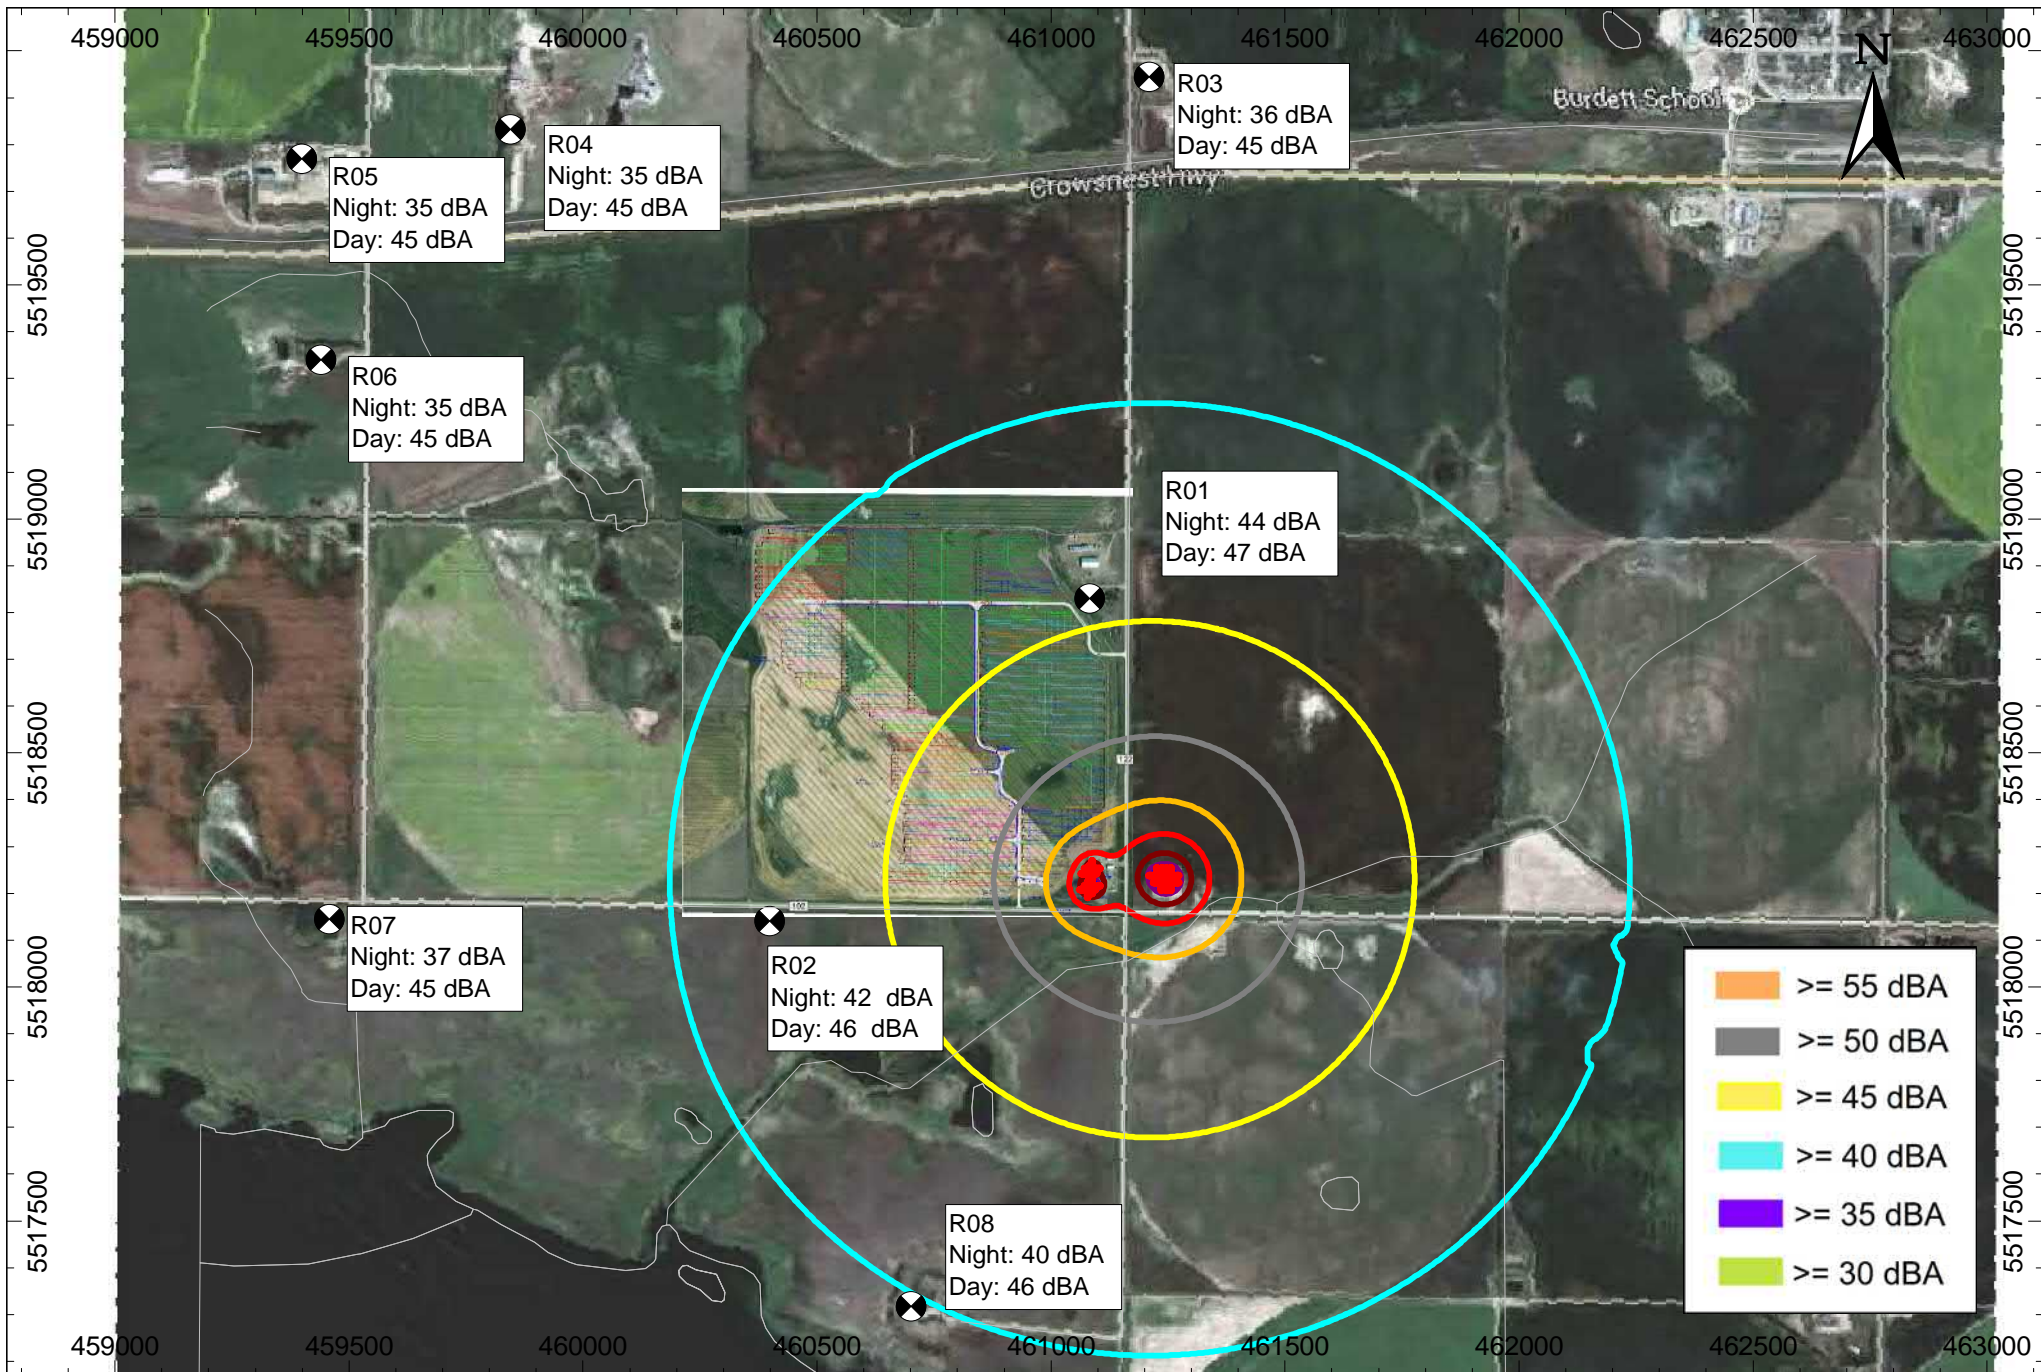 459000 459500 460000 460500 461000 461500 462000 462500 463000
N
R03
Night: 36 dBA
Day: 45 dBA
Burdett School
R04
Night: 35 dBA
Day: 45 dBA
R05
Night: 35 dBA
Day: 45 dBA
Crowsnest Hwy
5519500
5519500
R06
Night: 35 dBA
Day: 45 dBA
R01
Night: 44 dBA
Day: 47 dBA
5519000
5519000
5518500
5518500
122
102
R07
Night: 37 dBA
Day: 45 dBA
R02
Night: 42 dBA
Day: 46 dBA
5518000
5518000
>= 55 dBA
>= 50 dBA
>= 45 dBA
>= 40 dBA
>= 35 dBA
>= 30 dBA
5517500
5517500
R08
Night: 40 dBA
Day: 46 dBA
459000 459500 460000 460500 461000 461500 462000 462500 463000